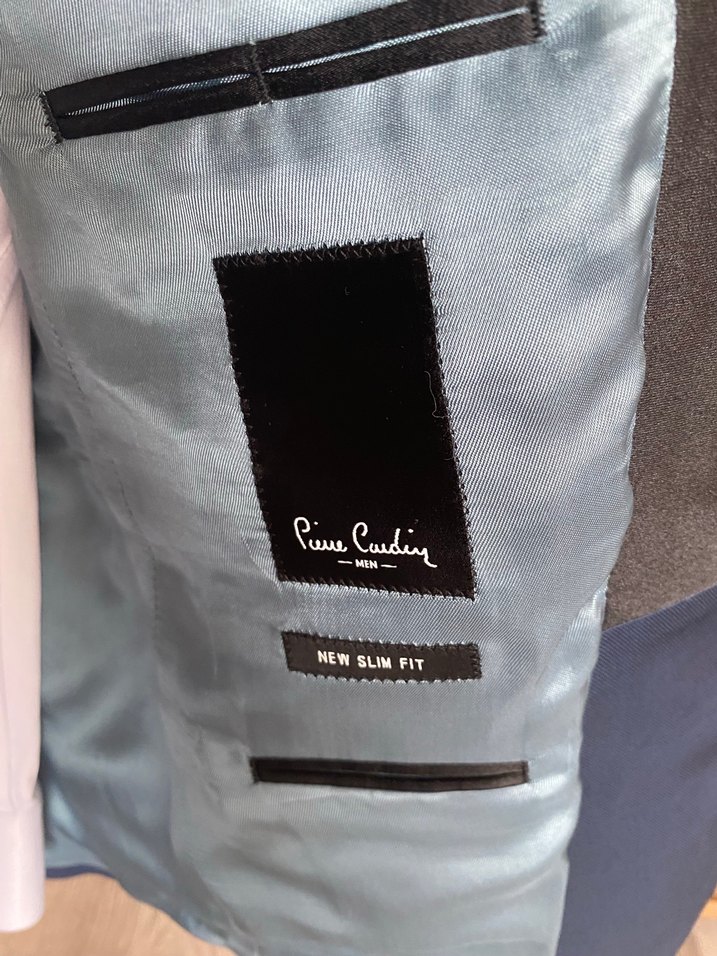 Pierre Cardin
— MEN —
NEW SLIM FIT